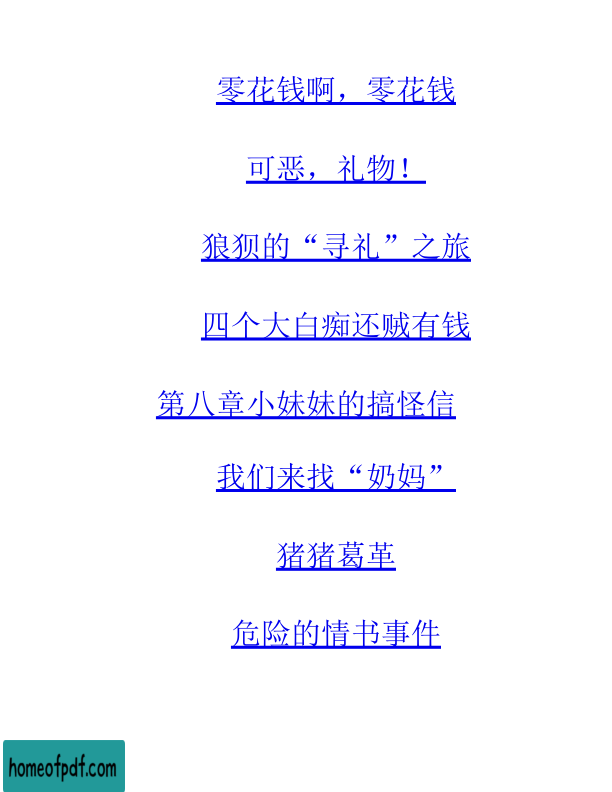 零花钱啊，零花钱
可恶，礼物！
狼狈的“寻礼”之旅
四个大白痴还贼有钱
第八章小妹妹的搞怪信
我们来找“奶妈”
猪猪葛革
危险的情书事件
homeofpdf.com